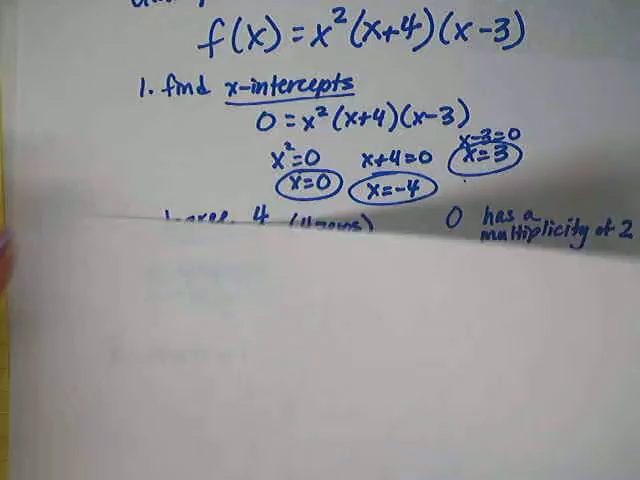 f(x) = x²(x+4)(x-3)
1. find x-intercepts
0 = x²(x+4)(x-3)
x²=0 x+4=0 x-3=0
x=0 x=-4 x=3
4 0 has a
multiplicity of 2